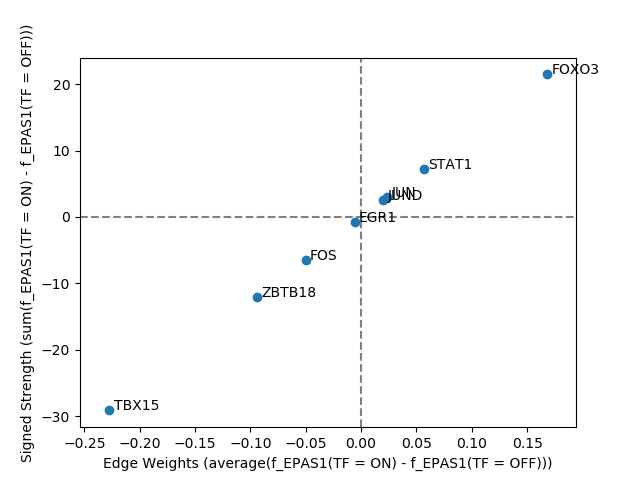 Signed Strength (sum(f_EPAS1(TF = ON) - f_EPAS1(TF = OFF)))
20
10
0
−10
−20
−30
FOXO3
STAT1
JUN
JUND
EGR1
FOS
ZBTB18
TBX15
−0.25
−0.20
−0.15
−0.10
−0.05
0.00
0.05
0.10
0.15
Edge Weights (average(f_EPAS1(TF = ON) - f_EPAS1(TF = OFF)))